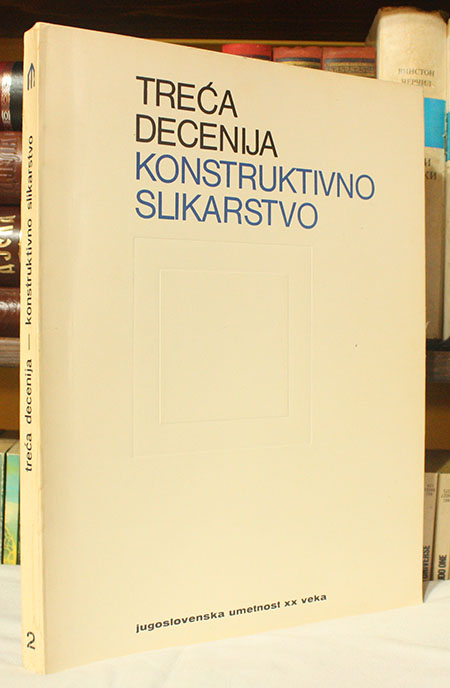 TREĆA
DECENIJA
KONSTRUKTIVNO
SLIKARSTVO
jugoslovenska umetnost xx veka
treća decenija — konstruktivno slikarstvo
2